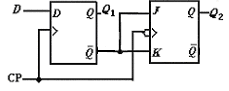 D D Q Q₁ J Q Q₂
Q̄ K Q̄
CP